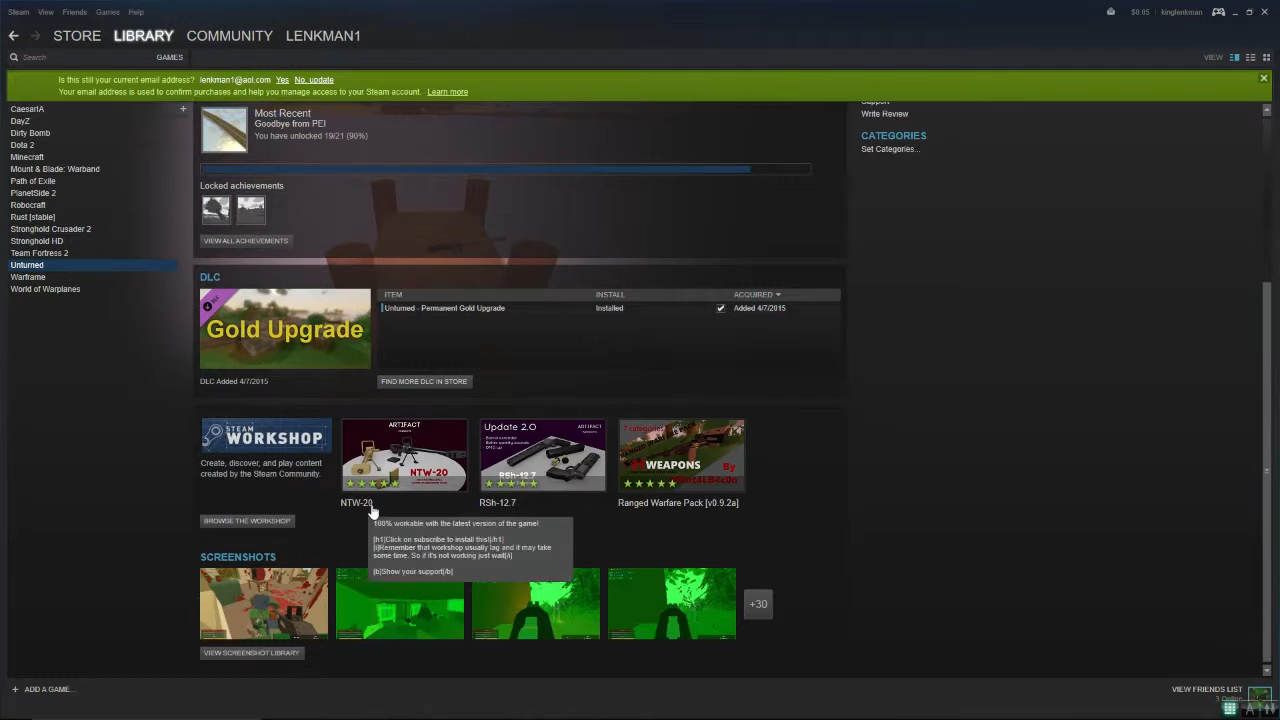 Steam View Friends Games Help
$0.05 kinglenkman
STORE LIBRARY COMMUNITY LENKMAN1
Search GAMES VIEW
Is this still your current email address? lenkman1@aol.com Yes No, update
Your email address is used to confirm purchases and help you manage access to your Steam account. Learn more
CaesarIA
DayZ
Dirty Bomb
Dota 2
Minecraft
Mount & Blade: Warband
Path of Exile
PlanetSide 2
Robocraft
Rust [stable]
Stronghold Crusader 2
Stronghold HD
Team Fortress 2
Unturned
Warframe
World of Warplanes
Most Recent
Goodbye from PEI
You have unlocked 19/21 (90%)
Locked achievements
VIEW ALL ACHIEVEMENTS
DLC
Gold Upgrade
DLC Added 4/7/2015
ITEM INSTALL ACQUIRED
Unturned - Permanent Gold Upgrade Installed Added 4/7/2015
FIND MORE DLC IN STORE
STEAM
WORKSHOP
Create, discover, and play content
created by the Steam Community.
BROWSE THE WORKSHOP
ARTIFACT
NTW-20
NTW-20
Update 2.0
ARTIFACT
RSh-12.7
RSh-12.7
7 categories
WEAPONS
By
Ranged Warfare Pack [v0.9.2a]
100% workable with the latest version of the game!
[h1]Click on subscribe to install this![/h1]
[i]Remember that workshop usually lag and it may take
some time. So if it's not working just wait[/i]
[b]Show your support[/b]
SCREENSHOTS
+30
VIEW SCREENSHOT LIBRARY
Support
Write Review
CATEGORIES
Set Categories...
+ ADD A GAME...
VIEW FRIENDS LIST
3 Online